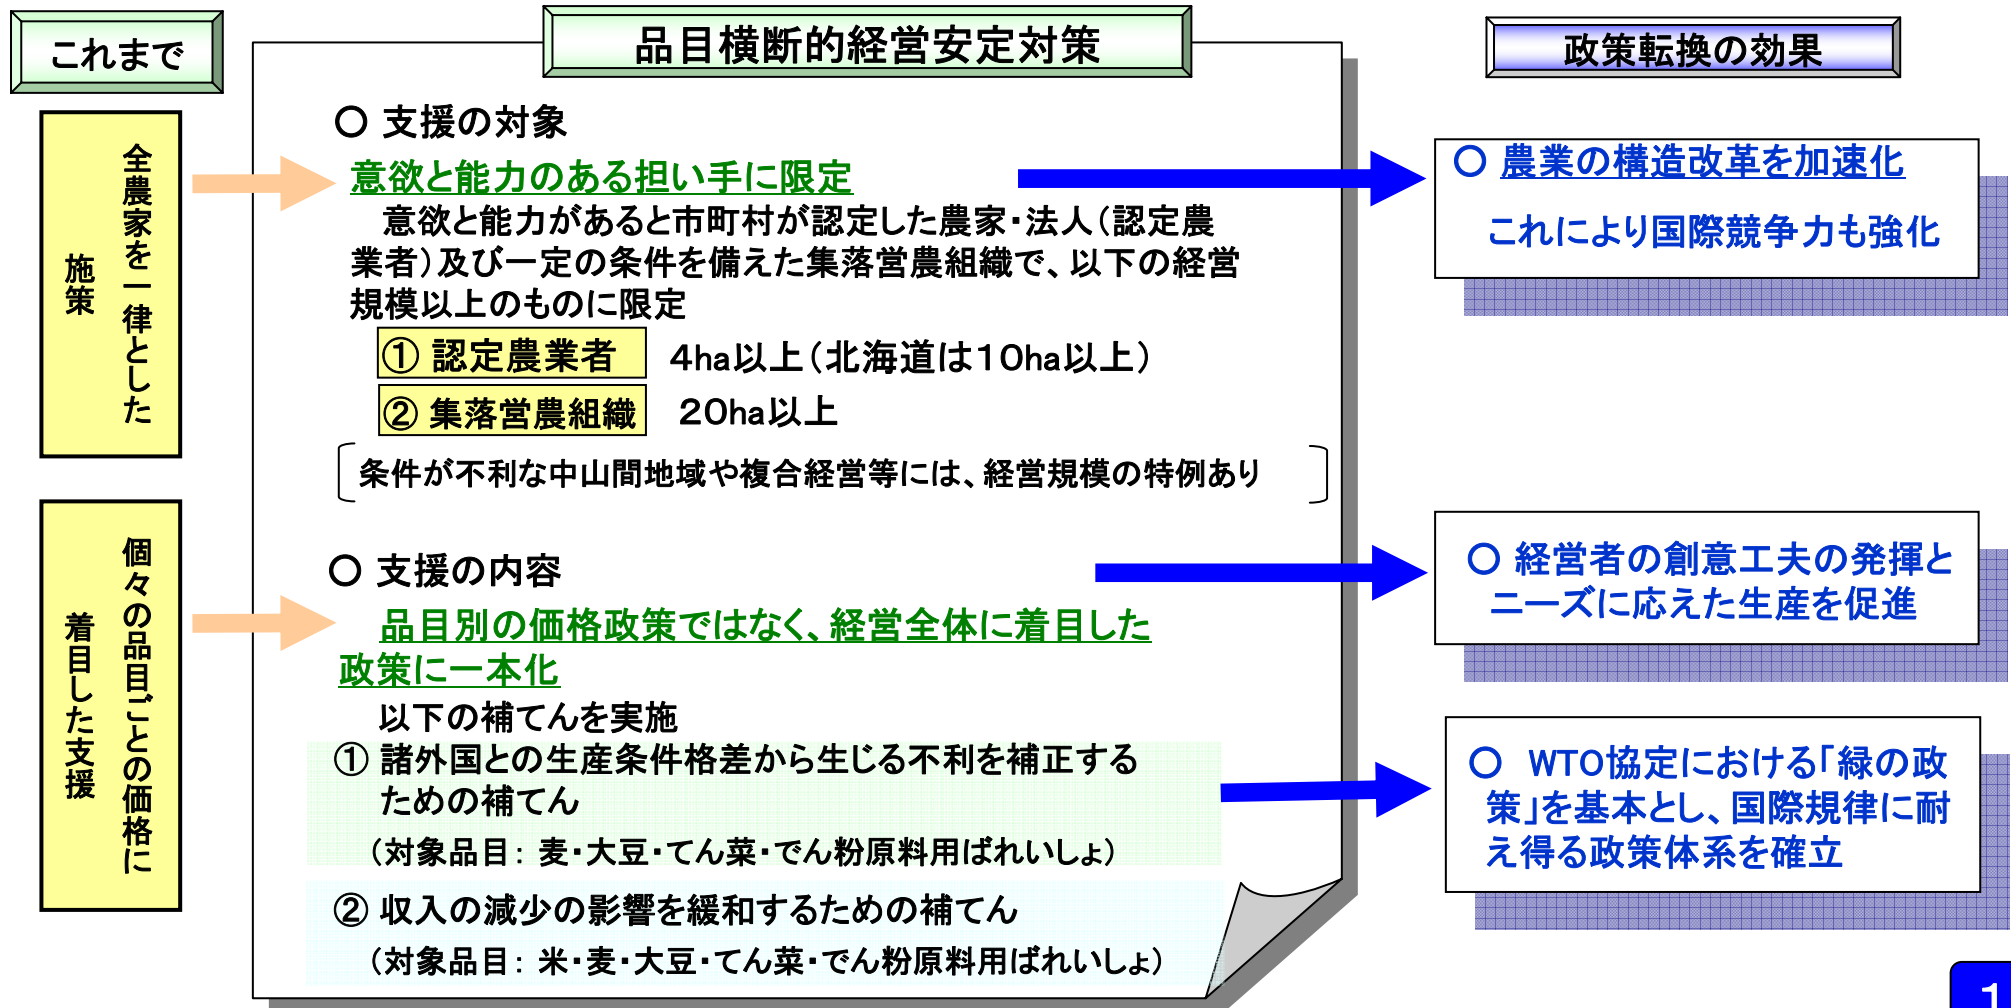 これまで
全農家を一律とした
施策
個々の品目ごとの価格に
着目した支援
品目横断的経営安定対策
○ 支援の対象
意欲と能力のある担い手に限定
意欲と能力があると市町村が認定した農家・法人（認定農
業者）及び一定の条件を備えた集落営農組織で、以下の経営
規模以上のものに限定
① 認定農業者 4ha以上（北海道は10ha以上）
② 集落営農組織 20ha以上
条件が不利な中山間地域や複合経営等には、経営規模の特例あり
○ 支援の内容
品目別の価格政策ではなく、経営全体に着目した
政策に一本化
以下の補てんを実施
① 諸外国との生産条件格差から生じる不利を補正する
ための補てん
（対象品目： 麦・大豆・てん菜・でん粉原料用ばれいしょ）
② 収入の減少の影響を緩和するための補てん
（対象品目： 米・麦・大豆・てん菜・でん粉原料用ばれいしょ）
政策転換の効果
○ 農業の構造改革を加速化
これにより国際競争力も強化
○ 経営者の創意工夫の発揮と
ニーズに応えた生産を促進
○ WTO協定における「緑の政
策」を基本とし、国際規律に耐
え得る政策体系を確立
1